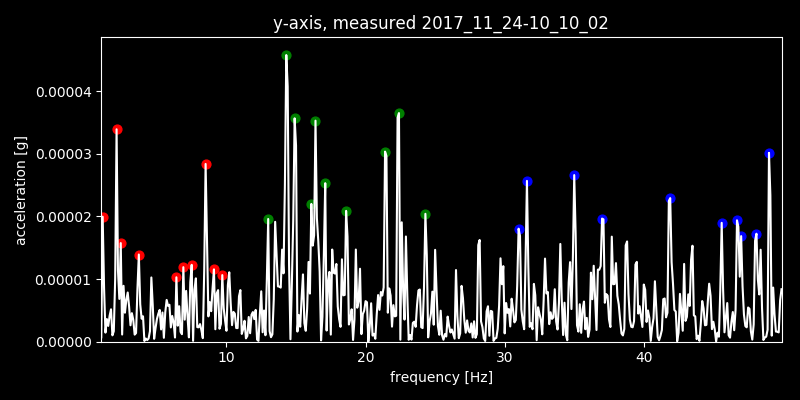 y-axis, measured 2017_11_24-10_10_02
acceleration [g]
0.00004
0.00003
0.00002
0.00001
0.00000
10 20 30 40
frequency [Hz]